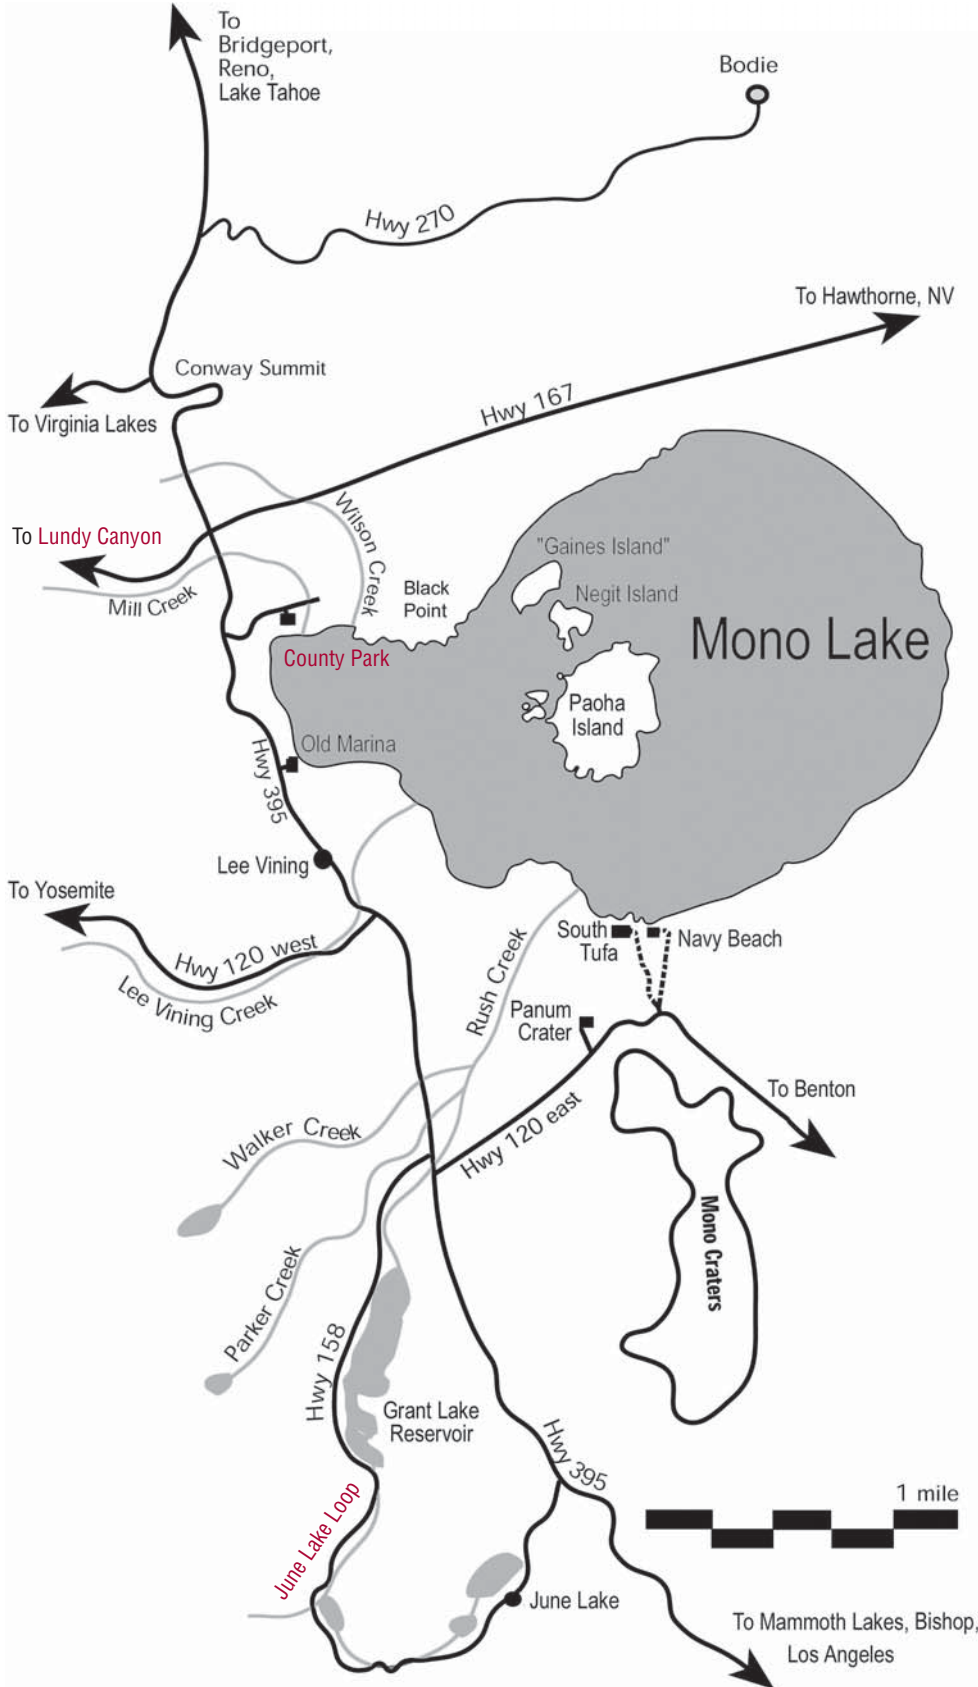 To
Bridgeport,
Reno,
Lake Tahoe
Bodie
Hwy 270
To Hawthorne, NV
Conway Summit
To Virginia Lakes
Hwy 167
To Lundy Canyon
Wilson Creek
Mill Creek
Black
Point
"Gaines Island"
Negit Island
Mono Lake
County Park
Paoha
Island
Old Marina
Hwy 395
Lee Vining
To Yosemite
Hwy 120 west
Lee Vining Creek
South
Tufa
Navy Beach
Rush Creek
Panum
Crater
To Benton
Hwy 120 east
Walker Creek
Mono Craters
Parker Creek
Hwy 158
Grant Lake
Reservoir
Hwy 395
1 mile
June Lake Loop
June Lake
To Mammoth Lakes, Bishop,
Los Angeles